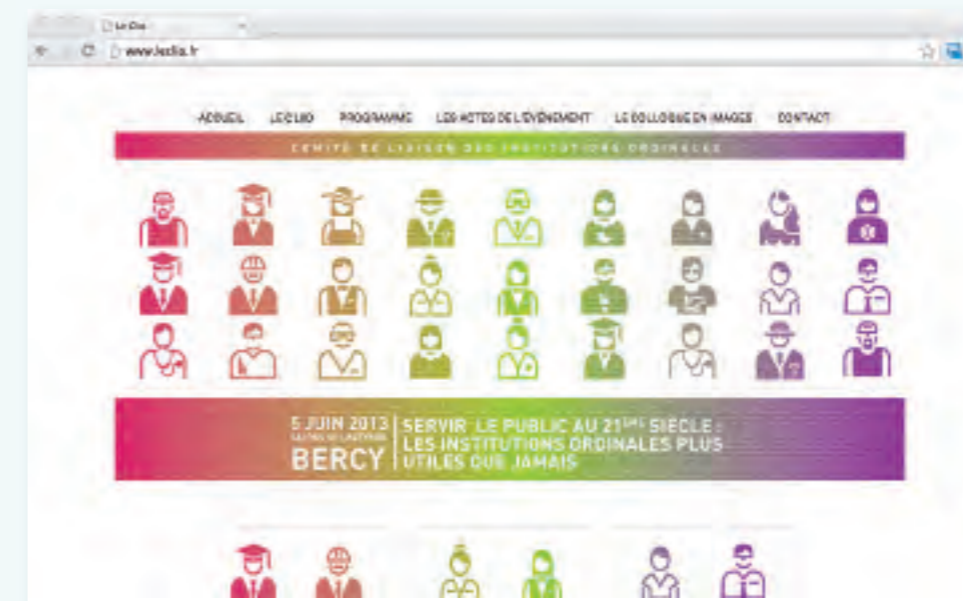 Le Clio
www.leclio.fr
ACCUEIL LE CLIO PROGRAMME LES ACTES DE L'ÉVÉNEMENT LE COLLOQUE EN IMAGES CONTACT
COMITÉ DE LIAISON DES INSTITUTIONS ORDINALES
5 JUIN 2013
BERCY
SERVIR LE PUBLIC AU 21ÈME SIÈCLE :
LES INSTITUTIONS ORDINALES PLUS
UTILES QUE JAMAIS